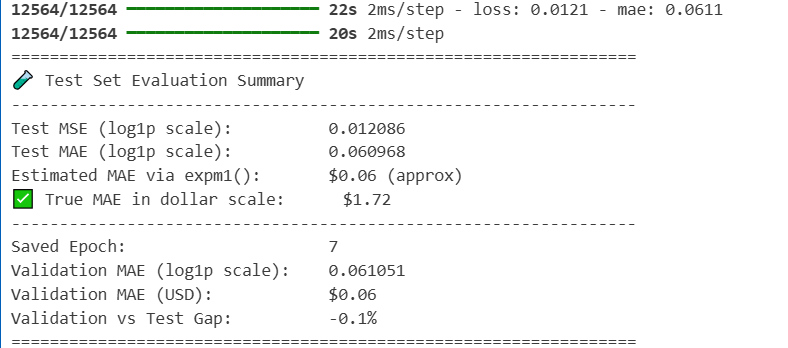 12564/12564 ━━━━━━━━━━━━━━━━━━━━ 22s 2ms/step - loss: 0.0121 - mae: 0.0611
12564/12564 ━━━━━━━━━━━━━━━━━━━━ 20s 2ms/step
=================================================================
🧪 Test Set Evaluation Summary
-----------------------------------------------------------------
Test MSE (log1p scale): 0.012086
Test MAE (log1p scale): 0.060968
Estimated MAE via expm1(): $0.06 (approx)
✅ True MAE in dollar scale: $1.72
-----------------------------------------------------------------
Saved Epoch: 7
Validation MAE (log1p scale): 0.061051
Validation MAE (USD): $0.06
Validation vs Test Gap: -0.1%
=================================================================